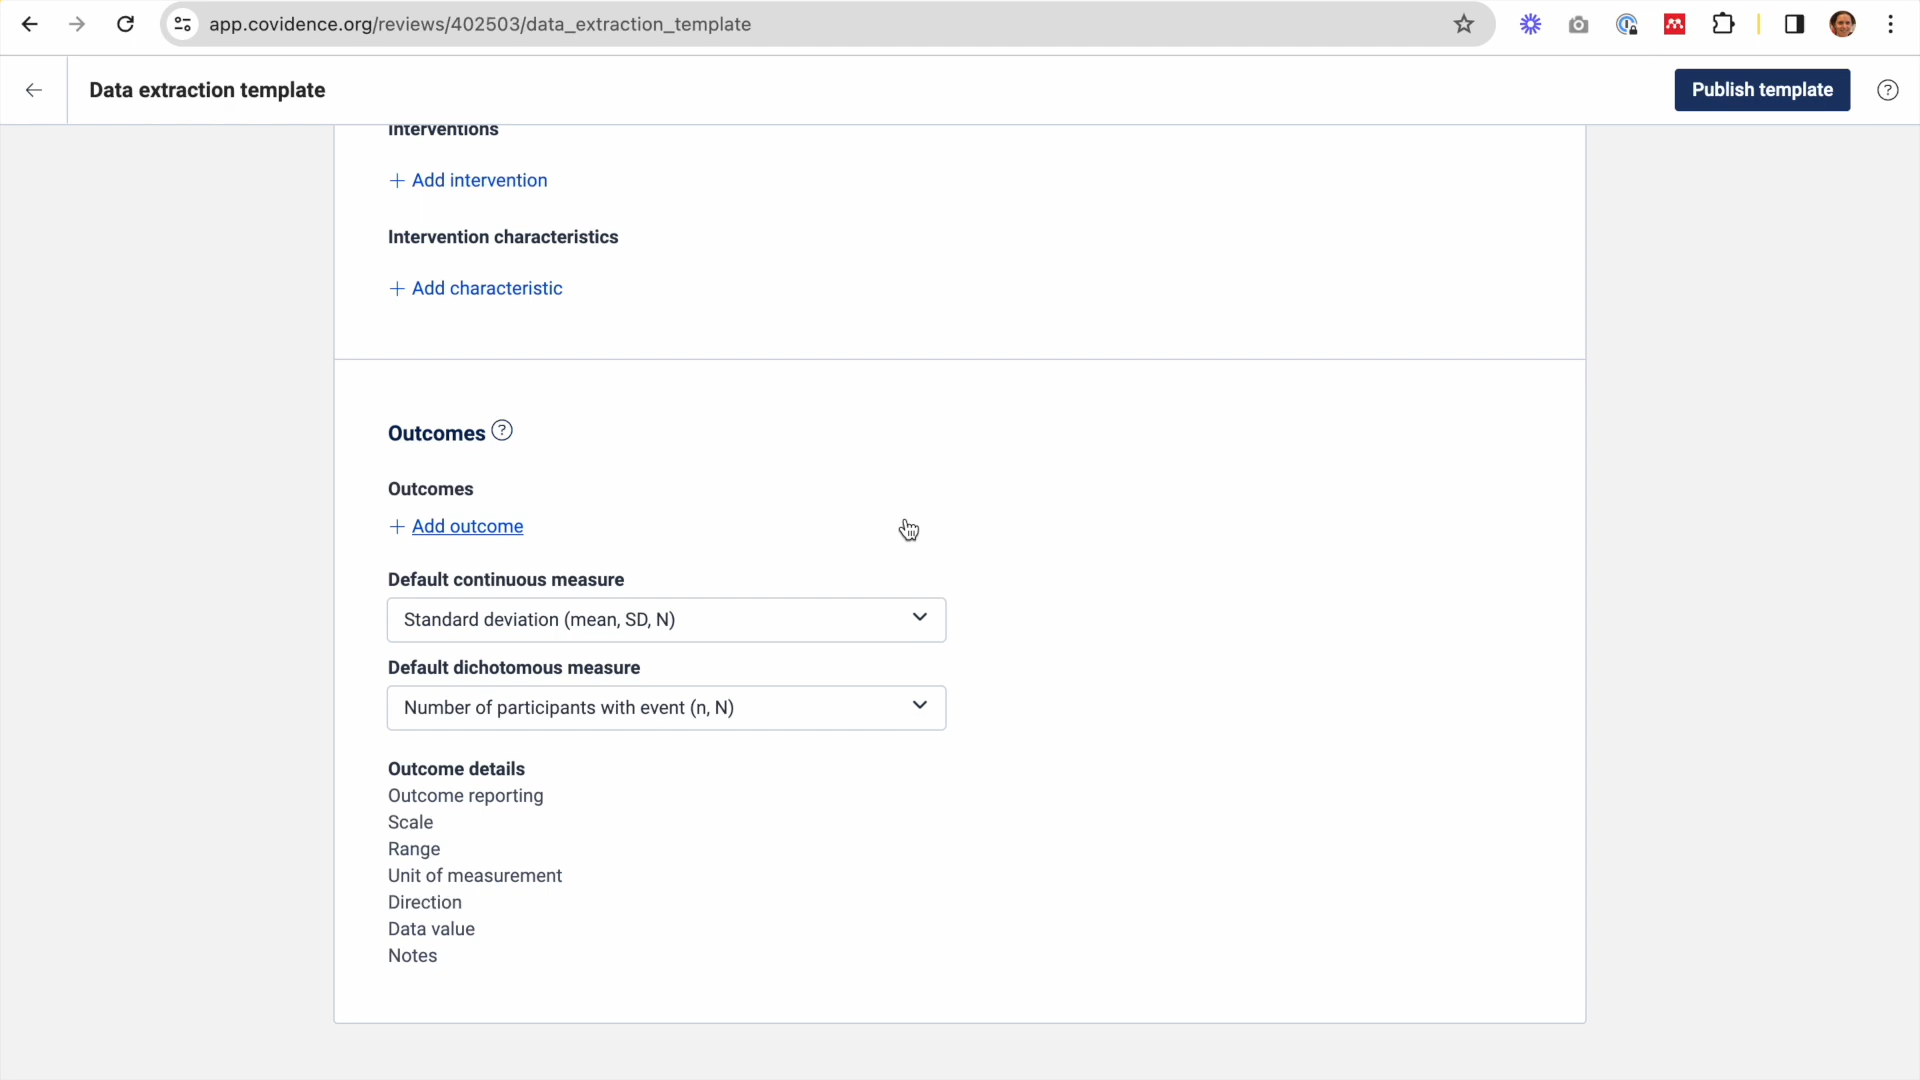 app.covidence.org/reviews/402503/data_extraction_template
Data extraction template
Publish template
Interventions
+ Add intervention
Intervention characteristics
+ Add characteristic
Outcomes ?
Outcomes
+ Add outcome
Default continuous measure
Standard deviation (mean, SD, N)
Default dichotomous measure
Number of participants with event (n, N)
Outcome details
Outcome reporting
Scale
Range
Unit of measurement
Direction
Data value
Notes